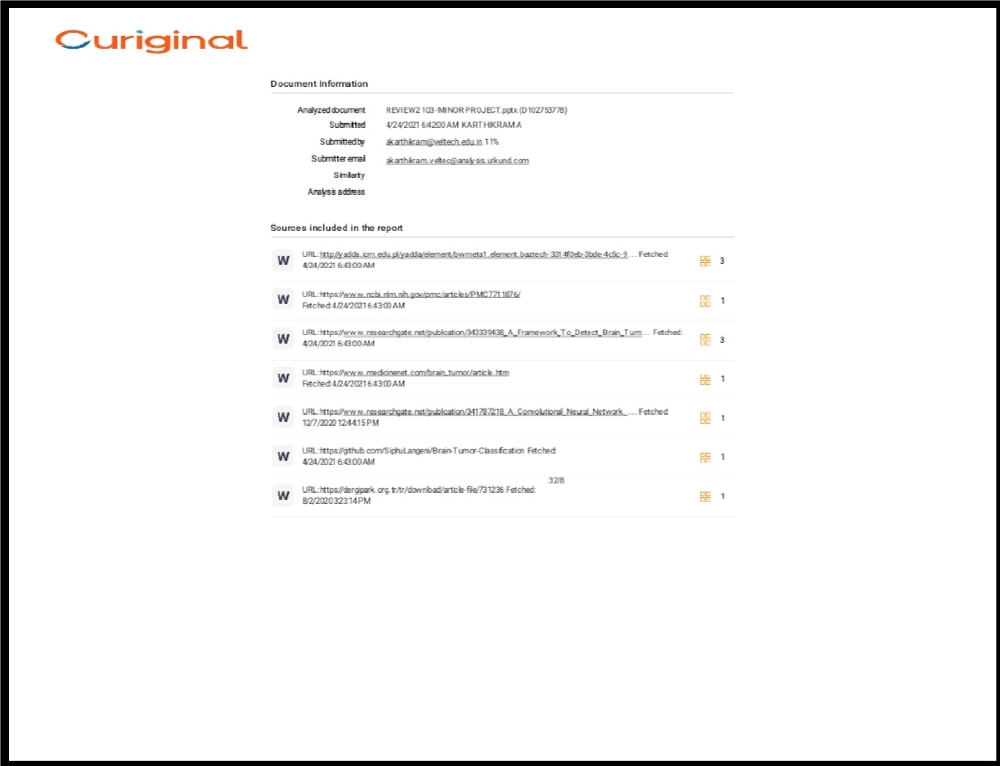 Curiginal
Document Information
Analyzed document REVIEW2 103-MINOR PROJECT.pptx (D102753778)
Submitted 4/24/2021 6:42:00 AM KARTHIKRAM A
Submitted by akarthikram@veltech.edu.in 11%
Submitter email akarthikram.veltec@analysis.urkund.com
Similarity
Analysis address
Sources included in the report
W URL: http://yadda.icm.edu.pl/yadda/element/bwmeta1.element.baztech-3314f0eb-3bde-4c5c-9... Fetched: 3
4/24/2021 6:43:00 AM
W URL: https://www.ncbi.nlm.nih.gov/pmc/articles/PMC7711876/ 1
Fetched: 4/24/2021 6:43:00 AM
W URL: https://www.researchgate.net/publication/343339438_A_Framework_To_Detect_Brain_Tum... Fetched: 3
4/24/2021 6:43:00 AM
W URL: https://www.medicinenet.com/brain_tumor/article.htm 1
Fetched: 4/24/2021 6:43:00 AM
W URL: https://www.researchgate.net/publication/341787218_A_Convolutional_Neural_Network_... Fetched: 1
12/7/2020 12:44:15 PM
W URL: https://github.com/SiphuLangeni/Brain-Tumor-Classification Fetched: 1
4/24/2021 6:43:00 AM
32/8
W URL: https://dergipark.org.tr/tr/download/article-file/731236 Fetched: 1
8/2/2020 3:23:14 PM